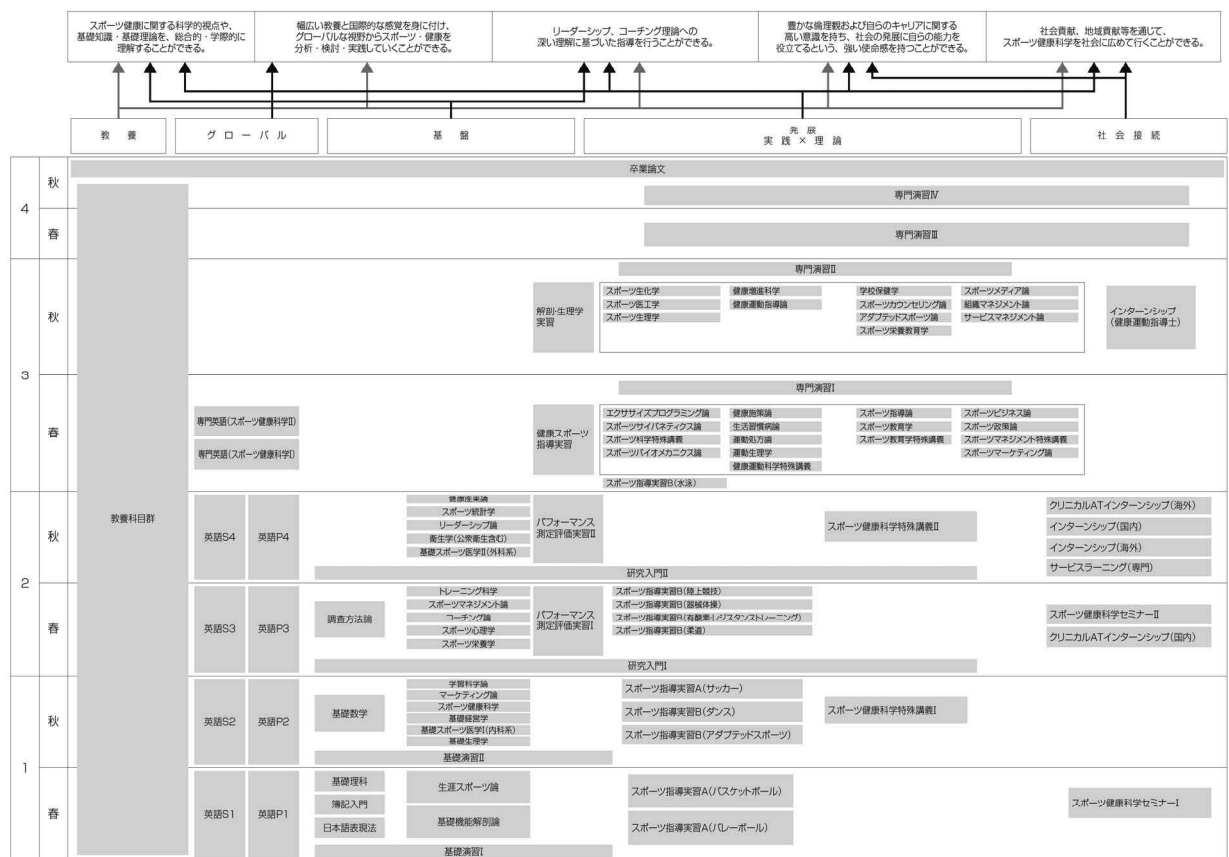 スポーツ健康に関する科学的視点や、
基礎知識・基礎理論を、総合的・学際的に
理解することができる。
幅広い教養と国際的な感覚を身に付け、
グローバルな視野からスポーツ・健康を
分析・検討・実践していくことができる。
リーダーシップ、コーチング理論への
深い理解に基づいた指導を行うことができる。
豊かな倫理観および自らのキャリアに関する
高い意識を持ち、社会の発展に自らの能力を
役立てるという、強い使命感を持つことができる。
社会貢献、地域貢献等を通じて、
スポーツ健康科学を社会に広めて行くことができる。
教 養
グ ロ ー バ ル
基 盤
発 展
実 践 × 理 論
社 会 接 続
4
秋
卒業論文
専門演習Ⅳ
春
専門演習Ⅲ
3
秋
専門演習Ⅱ
解剖-生理学
実習
スポーツ生化学
スポーツ医工学
スポーツ生理学
健康増進科学
健康運動指導論
学校保健学
スポーツカウンセリング論
アダプテッドスポーツ論
スポーツ栄養教育学
スポーツメディア論
組織マネジメント論
サービスマネジメント論
インターンシップ
(健康運動指導士)
春
専門英語(スポーツ健康科学Ⅱ)
専門英語(スポーツ健康科学Ⅰ)
専門演習Ⅰ
健康スポーツ
指導実習
エクササイズプログラミング論
スポーツサイバネティクス論
スポーツ科学特殊講義
スポーツバイオメカニクス論
健康施策論
生活習慣病論
運動処方論
運動生理学
健康運動科学特殊講義
スポーツ指導論
スポーツ教育学
スポーツ教育学特殊講義
スポーツビジネス論
スポーツ政策論
スポーツマネジメント特殊講義
スポーツマーケティング論
スポーツ指導実習B(水泳)
教養科目群
2
秋
英語S4
英語P4
健康産業論
スポーツ統計学
リーダーシップ論
衛生学(公衆衛生含む)
基礎スポーツ医学Ⅱ(外科系)
パフォーマンス
測定評価実習Ⅱ
スポーツ健康科学特殊講義Ⅱ
クリニカルATインターンシップ(海外)
インターンシップ(国内)
インターンシップ(海外)
サービスラーニング(専門)
研究入門Ⅱ
春
英語S3
英語P3
調査方法論
トレーニング科学
スポーツマネジメント論
コーチング論
スポーツ心理学
スポーツ栄養学
パフォーマンス
測定評価実習Ⅰ
スポーツ指導実習B(陸上競技)
スポーツ指導実習B(器械体操)
スポーツ指導実習B(有酸素・レジスタンストレーニング)
スポーツ指導実習B(柔道)
スポーツ健康科学セミナーⅡ
クリニカルATインターンシップ(国内)
研究入門Ⅰ
1
秋
英語S2
英語P2
基礎数学
学習科学論
マーケティング論
スポーツ健康科学
基礎経営学
基礎スポーツ医学Ⅰ(内科系)
基礎生理学
スポーツ指導実習A(サッカー)
スポーツ指導実習B(ダンス)
スポーツ指導実習B(アダプテッドスポーツ)
スポーツ健康科学特殊講義Ⅰ
基礎演習Ⅱ
春
英語S1
英語P1
基礎理科
簿記入門
日本語表現法
生涯スポーツ論
基礎機能解剖論
スポーツ指導実習A(バスケットボール)
スポーツ指導実習A(バレーボール)
スポーツ健康科学セミナーⅠ
基礎演習Ⅰ